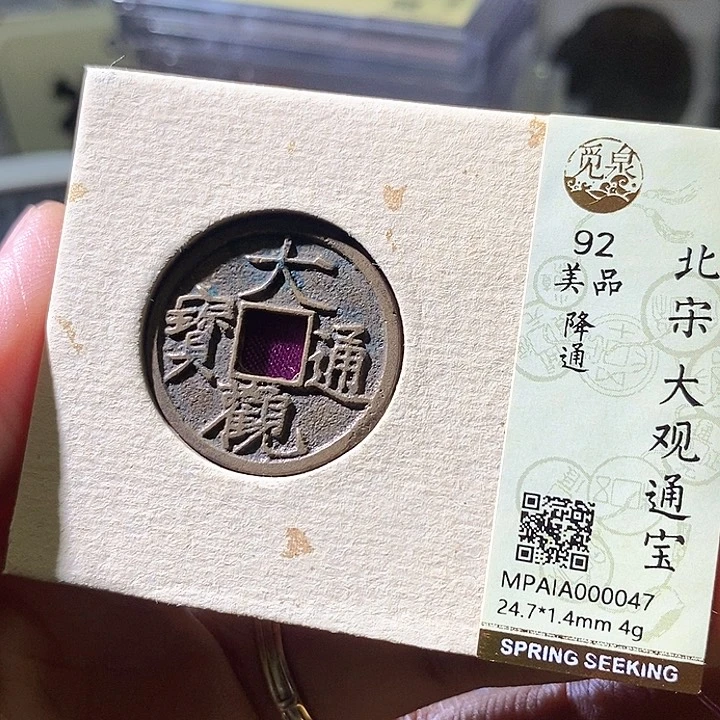 大觀通寶
觅泉
92
美品
降通
北宋大观通宝
MPAIA000047
24.7*1.4mm 4g
SPRING SEEKING